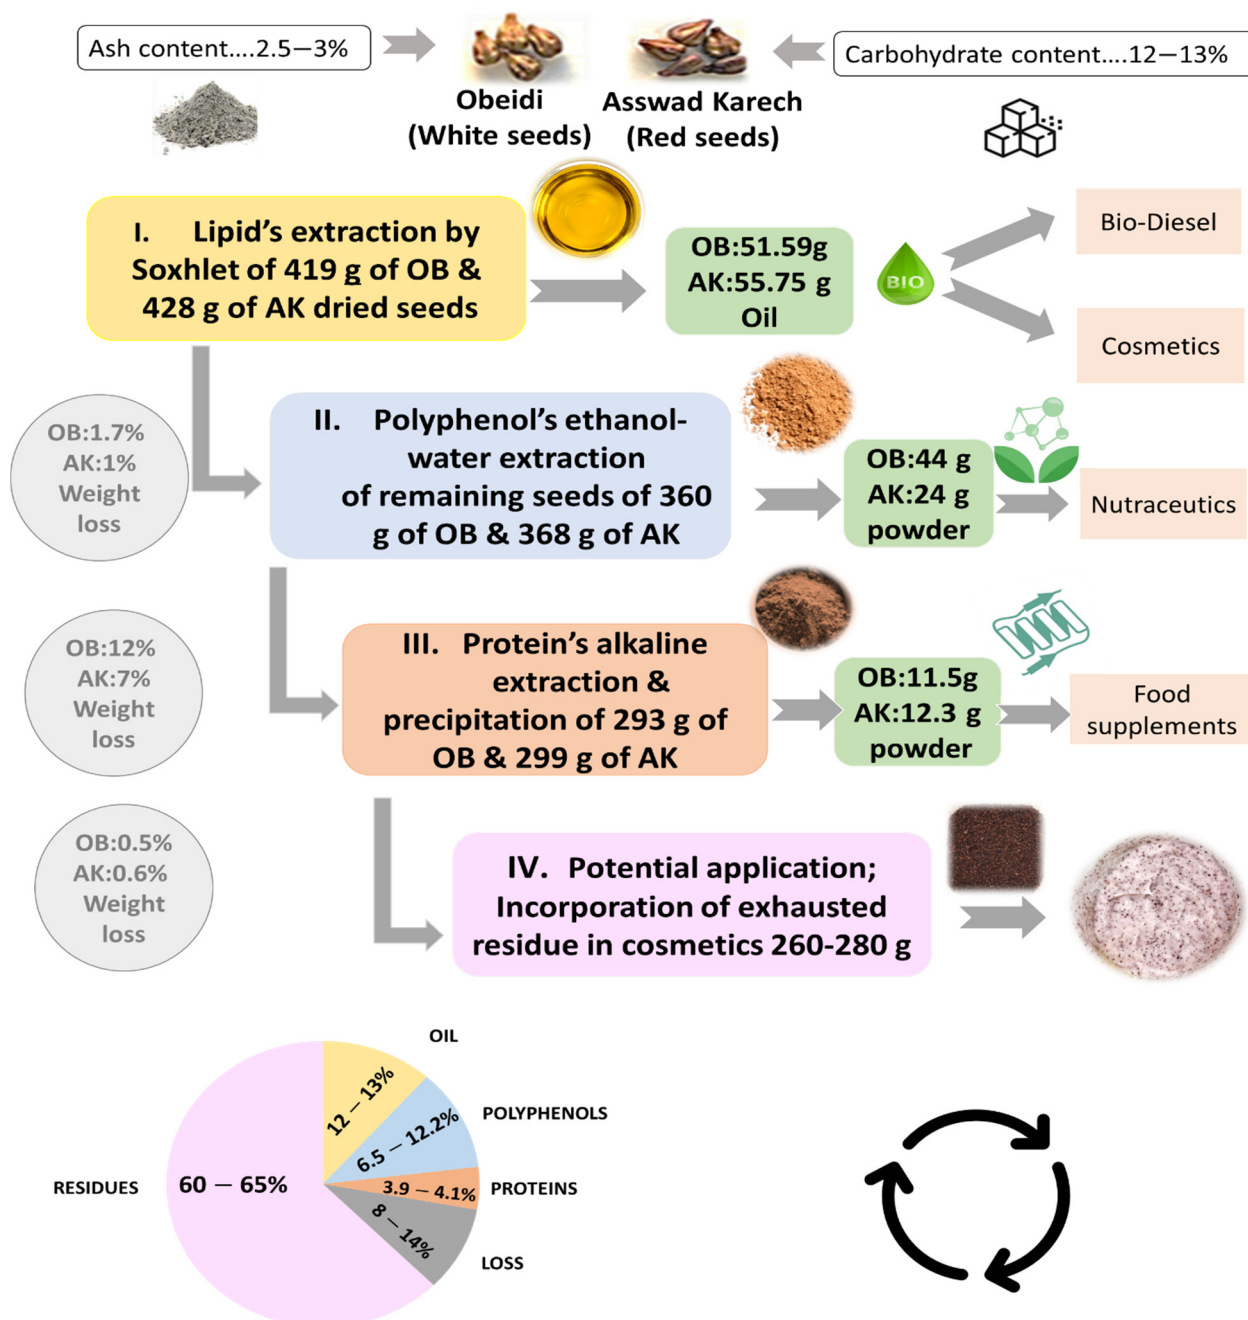 Ash content....2.5–3%
Carbohydrate content....12–13%
Obeidi
(White seeds)
Asswad Karech
(Red seeds)
I. Lipid's extraction by
Soxhlet of 419 g of OB &
428 g of AK dried seeds
OB:51.59g
AK:55.75 g
Oil
BIO
Bio-Diesel
Cosmetics
OB:1.7%
AK:1%
Weight
loss
II. Polyphenol's ethanol-
water extraction
of remaining seeds of 360
g of OB & 368 g of AK
OB:44 g
AK:24 g
powder
Nutraceutics
OB:12%
AK:7%
Weight
loss
III. Protein's alkaline
extraction &
precipitation of 293 g of
OB & 299 g of AK
OB:11.5g
AK:12.3 g
powder
Food
supplements
OB:0.5%
AK:0.6%
Weight
loss
IV. Potential application;
Incorporation of exhausted
residue in cosmetics 260-280 g
OIL
12 – 13%
POLYPHENOLS
6.5 – 12.2%
PROTEINS
3.9 – 4.1%
LOSS
8 – 14%
RESIDUES
60 – 65%